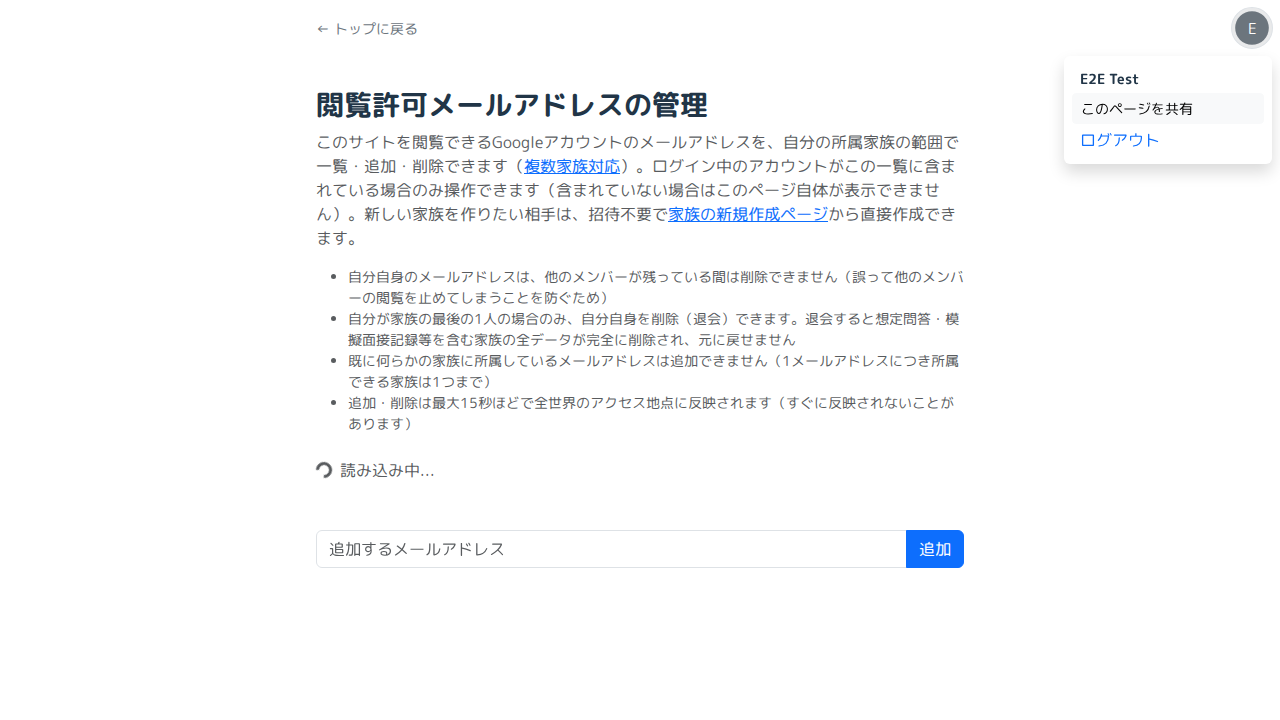 ← トップに戻る
E
E2E Test
このページを共有
ログアウト
閲覧許可メールアドレスの管理
このサイトを閲覧できるGoogleアカウントのメールアドレスを、自分の所属家族の範囲で
一覧・追加・削除できます（複数家族対応）。ログイン中のアカウントがこの一覧に含ま
れている場合のみ操作できます（含まれていない場合はこのページ自体が表示できませ
ん）。新しい家族を作りたい相手は、招待不要で家族の新規作成ページから直接作成でき
ます。
• 自分自身のメールアドレスは、他のメンバーが残っている間は削除できません（誤って他のメンバ
ーの閲覧を止めてしまうことを防ぐため）
• 自分が家族の最後の1人の場合のみ、自分自身を削除（退会）できます。退会すると想定問答・模
擬面接記録等を含む家族の全データが完全に削除され、元に戻せません
• 既に何らかの家族に所属しているメールアドレスは追加できません（1メールアドレスにつき所属
できる家族は1つまで）
• 追加・削除は最大15秒ほどで全世界のアクセス地点に反映されます（すぐに反映されないことが
あります）
読み込み中...
追加するメールアドレス
追加